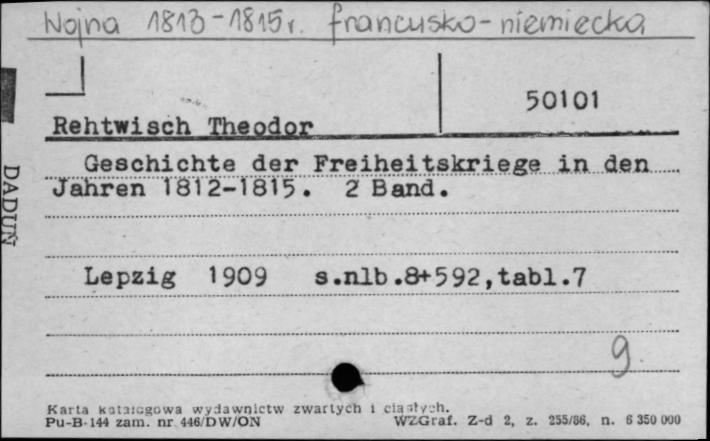 Wojna 1813-1815r. francusko-niemiecka
50101
Rehtwisch Theodor
Geschichte der Freiheitskriege in den
Jahren 1812-1815. 2 Band.
DADUŃ
Lepzig 1909 s.nlb.8+592,tabl.7
9
Karta katalogowa wydawnictw zwartych i ciągłych.
Pu-B-144 zam. nr 446/DW/ON WZGraf. Z-d 2, z. 255/86, n. 6 350 000